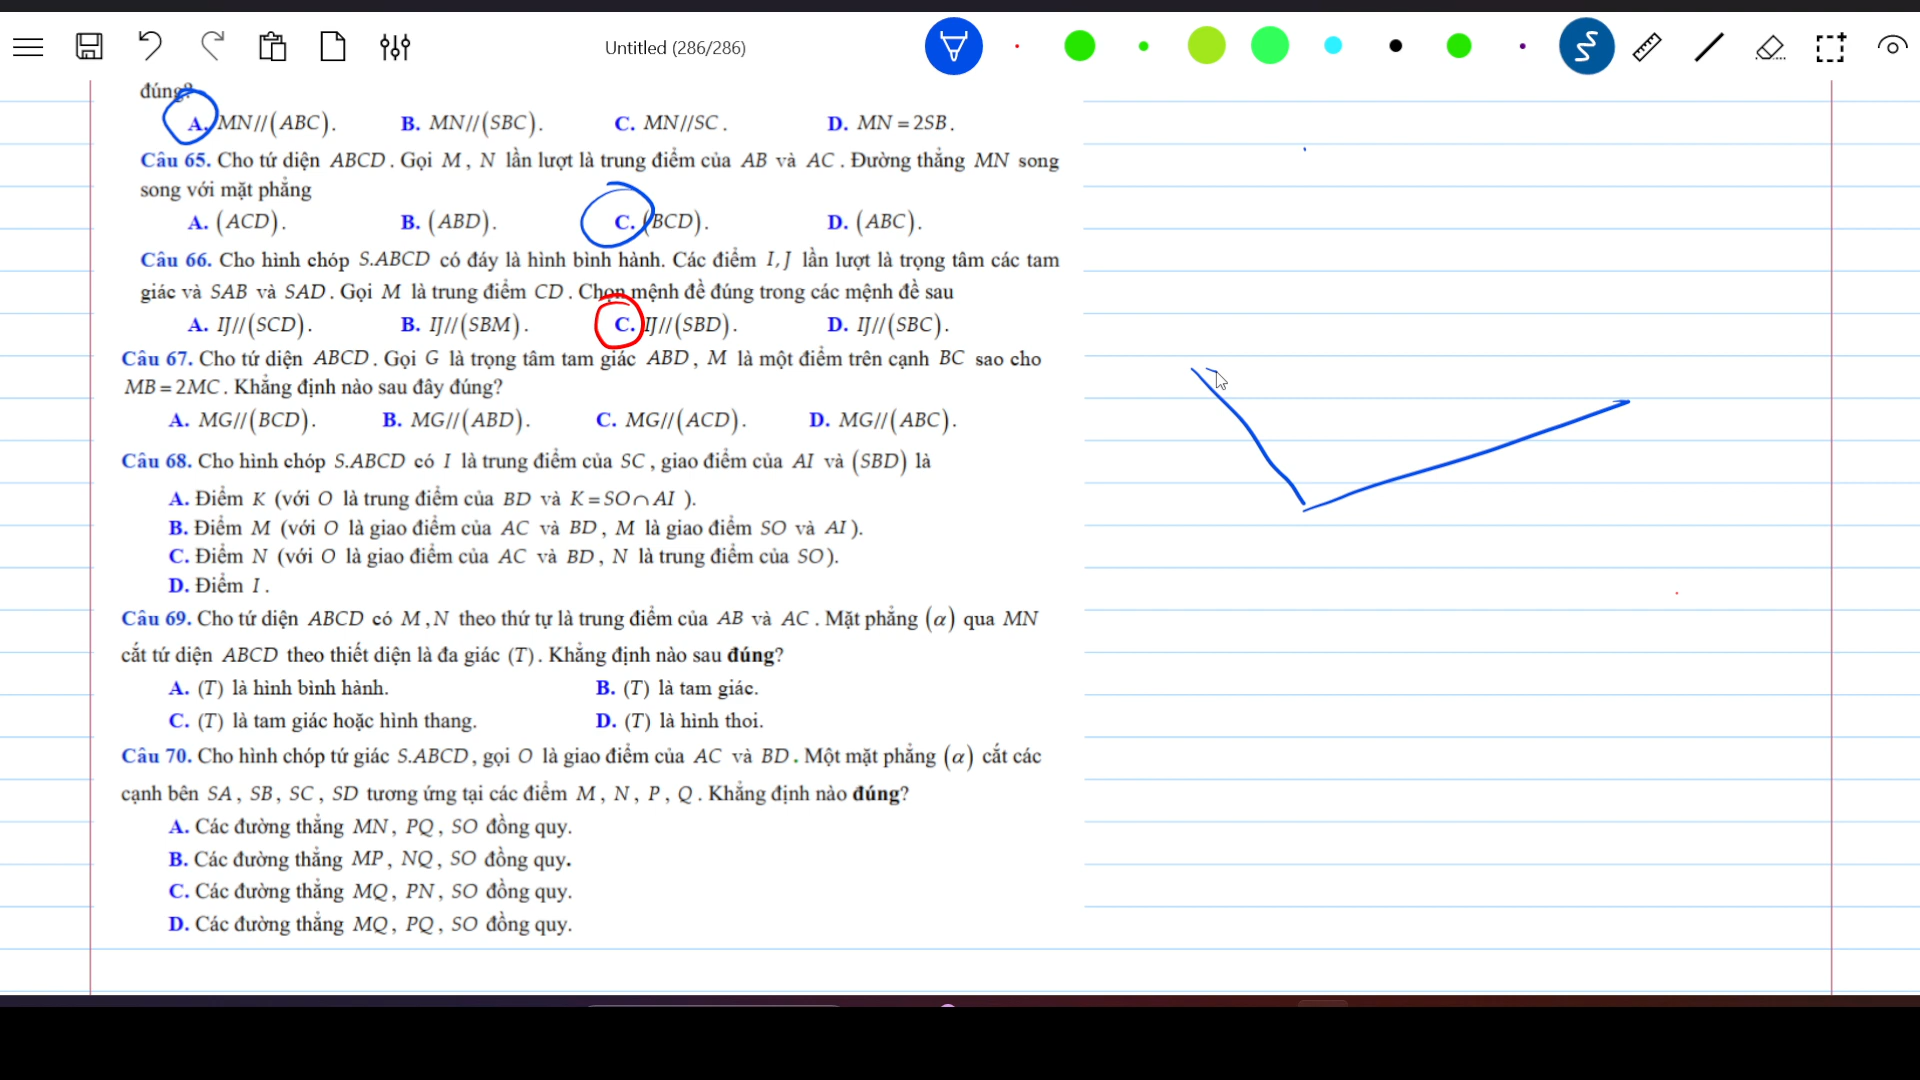 Untitled (286/286)
đúng?
A. MN//(ABC). B. MN//(SBC). C. MN//SC. D. MN = 2SB.
Câu 65. Cho tứ diện ABCD. Gọi M, N lần lượt là trung điểm của AB và AC. Đường thẳng MN song
song với mặt phẳng
A. (ACD). B. (ABD). C. (BCD). D. (ABC).
Câu 66. Cho hình chóp S.ABCD có đáy là hình bình hành. Các điểm I,J lần lượt là trọng tâm các tam
giác và SAB và SAD. Gọi M là trung điểm CD. Chọn mệnh đề đúng trong các mệnh đề sau
A. IJ//(SCD). B. IJ//(SBM). C. IJ//(SBD). D. IJ//(SBC).
Câu 67. Cho tứ diện ABCD. Gọi G là trọng tâm tam giác ABD, M là một điểm trên cạnh BC sao cho
MB = 2MC. Khẳng định nào sau đây đúng?
A. MG//(BCD). B. MG//(ABD). C. MG//(ACD). D. MG//(ABC).
Câu 68. Cho hình chóp S.ABCD có I là trung điểm của SC, giao điểm của AI và (SBD) là
A. Điểm K (với O là trung điểm của BD và K = SO∩AI ).
B. Điểm M (với O là giao điểm của AC và BD, M là giao điểm SO và AI).
C. Điểm N (với O là giao điểm của AC và BD, N là trung điểm của SO).
D. Điểm I.
Câu 69. Cho tứ diện ABCD có M,N theo thứ tự là trung điểm của AB và AC. Mặt phẳng (α) qua MN
cắt tứ diện ABCD theo thiết diện là đa giác (T). Khẳng định nào sau đúng?
A. (T) là hình bình hành. B. (T) là tam giác.
C. (T) là tam giác hoặc hình thang. D. (T) là hình thoi.
Câu 70. Cho hình chóp tứ giác S.ABCD, gọi O là giao điểm của AC và BD. Một mặt phẳng (α) cắt các
cạnh bên SA, SB, SC, SD tương ứng tại các điểm M, N, P, Q. Khẳng định nào đúng?
A. Các đường thẳng MN, PQ, SO đồng quy.
B. Các đường thẳng MP, NQ, SO đồng quy.
C. Các đường thẳng MQ, PN, SO đồng quy.
D. Các đường thẳng MQ, PQ, SO đồng quy.